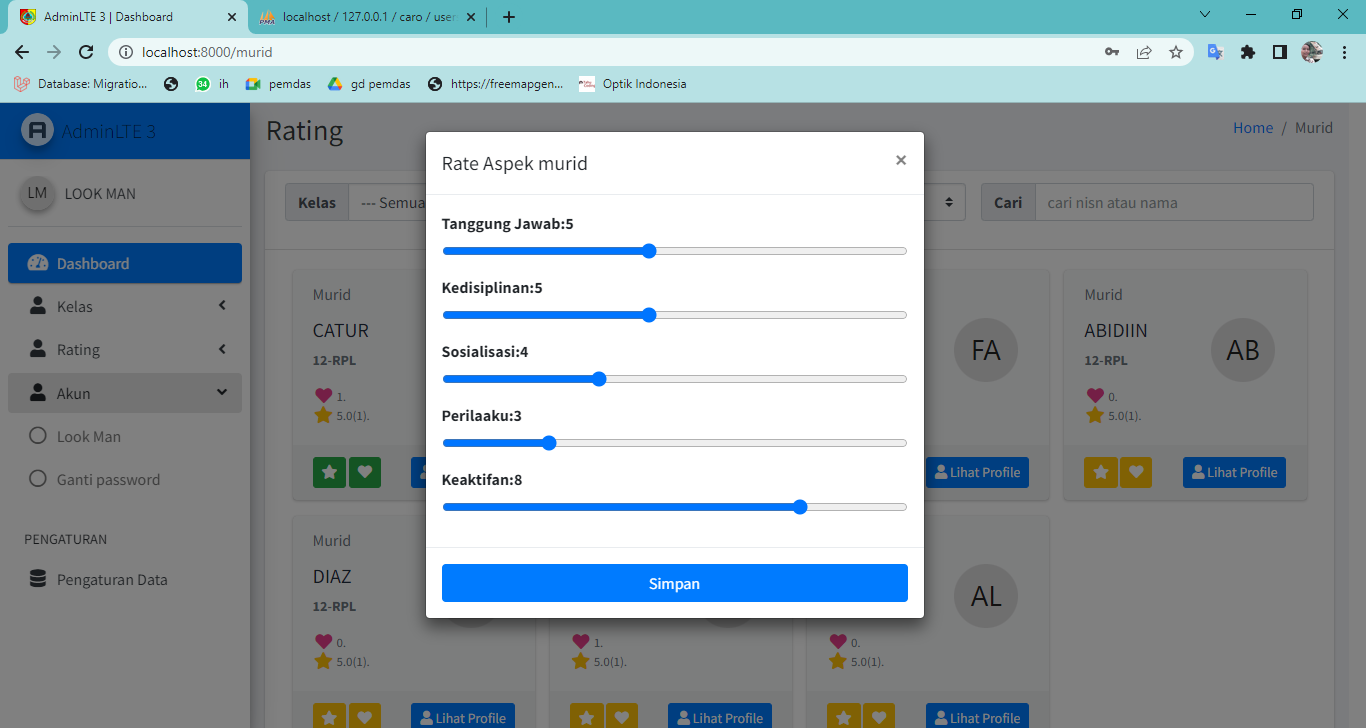 AdminLTE 3 | Dashboard
localhost / 127.0.0.1 / caro / user
localhost:8000/murid
Database: Migratio...
34
ih
pemdas
gd pemdas
https://freemapgen...
Optik Indonesia
AdminLTE 3
LM LOOK MAN
Dashboard
Kelas
Rating
Akun
Look Man
Ganti password
PENGATURAN
Pengaturan Data
Rating
Home / Murid
Kelas --- Semua
Cari cari nisn atau nama
Rate Aspek murid ×
Tanggung Jawab:5
Kedisiplinan:5
Sosialisasi:4
Perilaaku:3
Keaktifan:8
Simpan
Murid
CATUR
12-RPL
1.
5.0(1).
FA
Lihat Profile
Murid
ABIDIIN
12-RPL
AB
0.
5.0(1).
Lihat Profile
Murid
DIAZ
12-RPL
0.
5.0(1).
Lihat Profile
1.
5.0(1).
Lihat Profile
AL
0.
5.0(1).
Lihat Profile